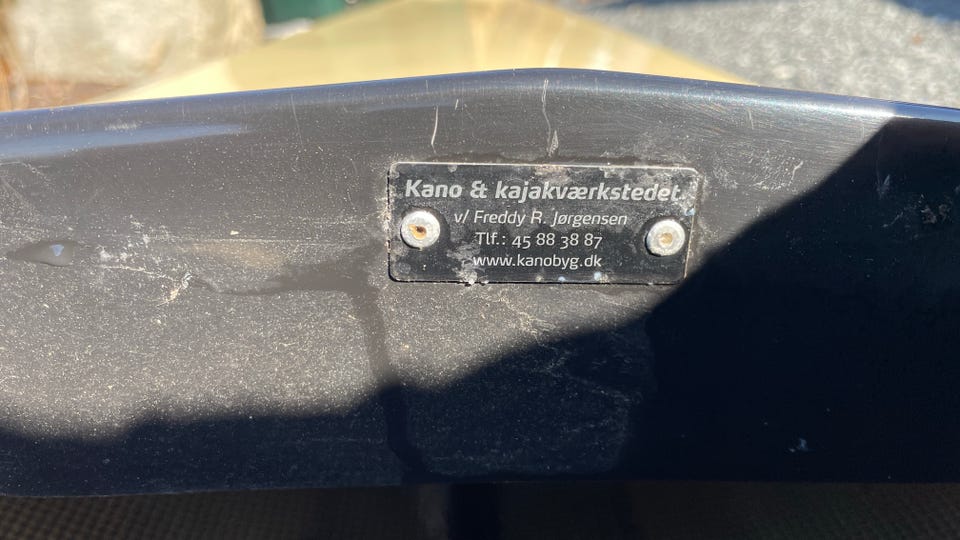 Kano & kajakværkstedet
v/ Freddy R. Jørgensen
Tlf.: 45 88 38 87
www.kanobyg.dk